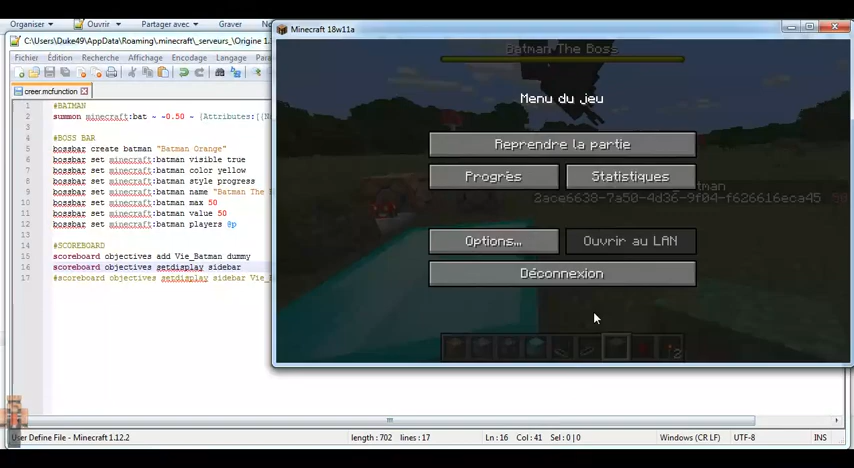 Organiser
Ouvrir
Partager avec
Graver
C:\Users\Duke49\AppData\Roaming\minecraft\_serveurs_\Origine 1.
Fichier Édition Recherche Affichage Encodage Langage
creer.mcfunction
1 #BATMAN
2 summon minecraft:bat ~ ~0.50 ~ {Attributes:[{Na
3
4 #BOSS BAR
5 bossbar create batman "Batman Orange"
6 bossbar set minecraft:batman visible true
7 bossbar set minecraft:batman color yellow
8 bossbar set minecraft:batman style progress
9 bossbar set minecraft:batman name "Batman The B
10 bossbar set minecraft:batman max 50
11 bossbar set minecraft:batman value 50
12 bossbar set minecraft:batman players @p
13
14 #SCOREBOARD
15 scoreboard objectives add Vie_Batman dummy
16 scoreboard objectives setdisplay sidebar
17 #scoreboard objectives setdisplay sidebar Vie_B
Minecraft 18w11a
Batman The Boss
Menu du jeu
Reprendre la partie
Progrès
Statistiques
2ace6638-7a50-4d36-9f04-f626616eca45 50
Options...
Ouvrir au LAN
Déconnexion
2
User Define File - Minecraft 1.12.2
length : 702 lines : 17
Ln : 16 Col : 41 Sel : 0 | 0
Windows (CR LF)
UTF-8
INS